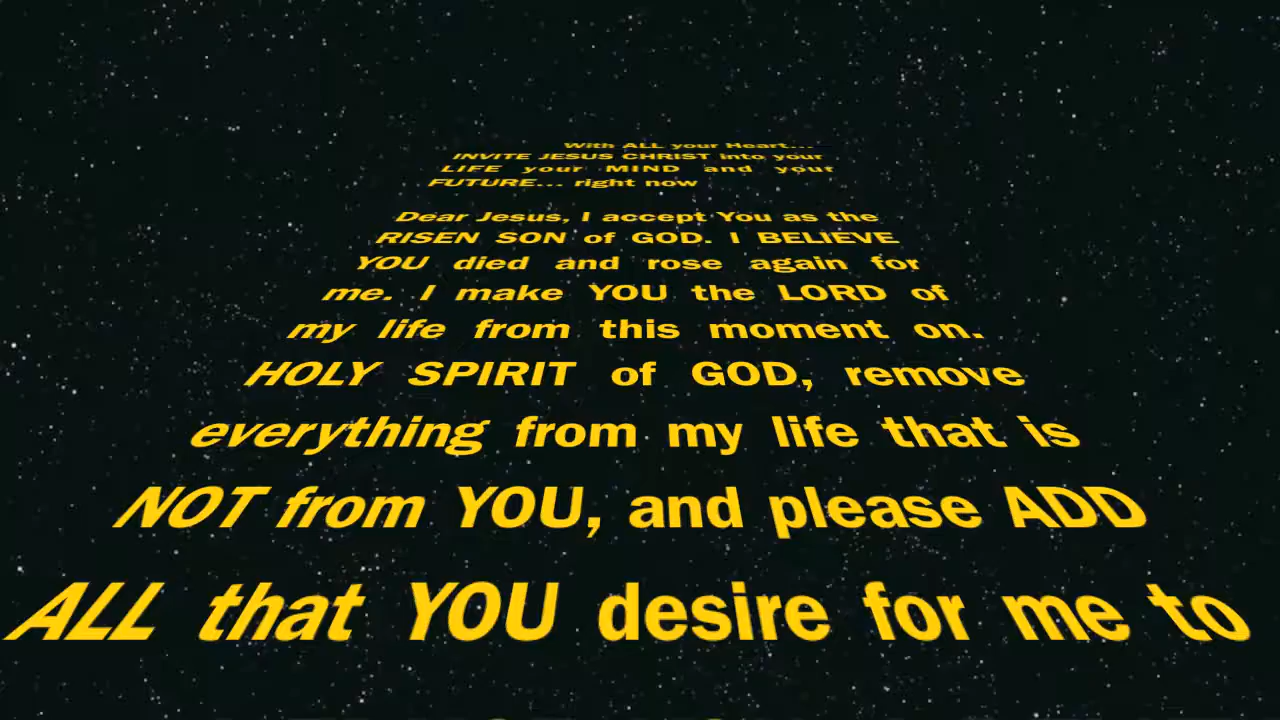 With ALL your Heart...
INVITE JESUS CHRIST into your
LIFE your MIND and your
FUTURE... right now
Dear Jesus, I accept You as the
RISEN SON of GOD. I BELIEVE
YOU died and rose again for
me. I make YOU the LORD of
my life from this moment on.
HOLY SPIRIT of GOD, remove
everything from my life that is
NOT from YOU, and please ADD
ALL that YOU desire for me to